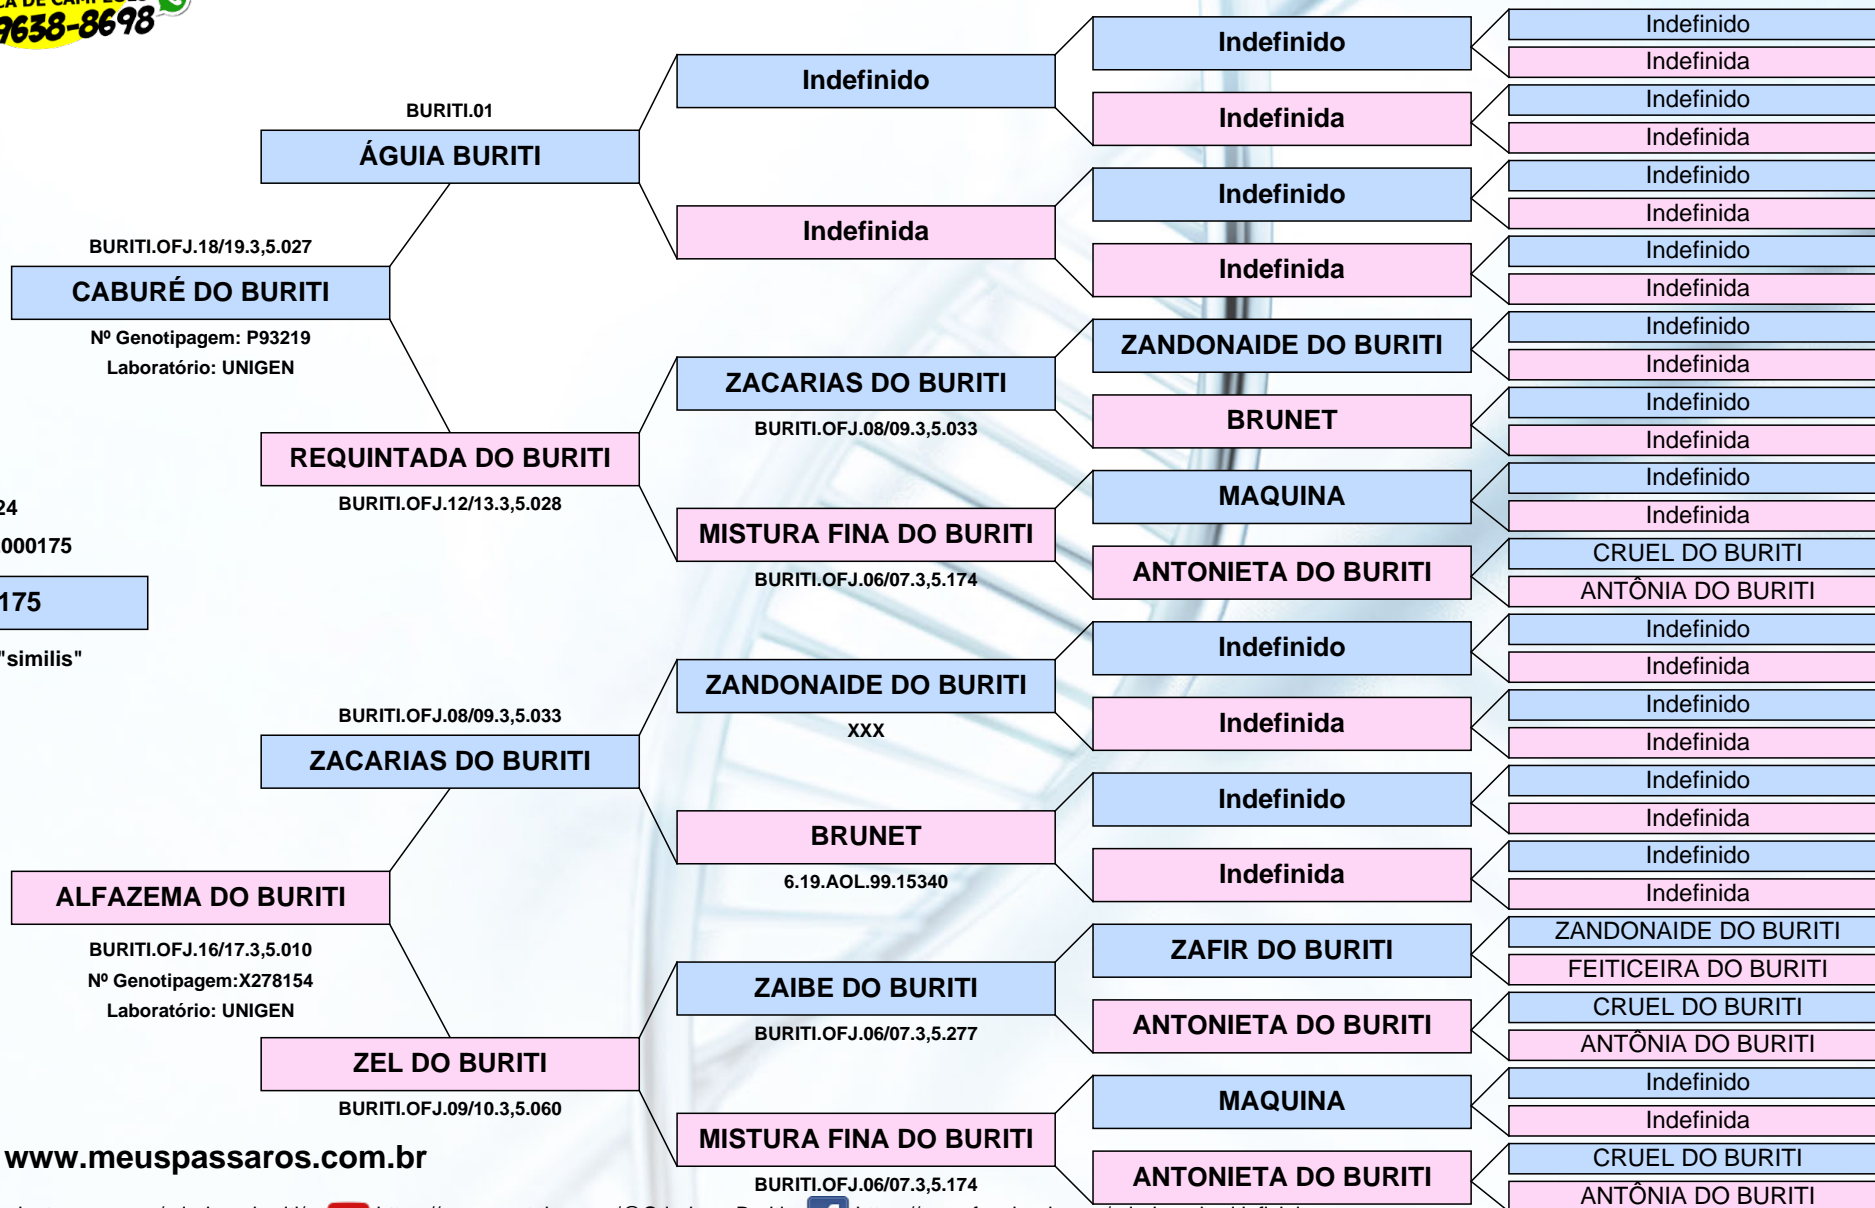 9638-8698
BURITI.01
ÁGUIA BURITI
BURITI.OFJ.18/19.3,5.027
CABURÉ DO BURITI
Nº Genotipagem: P93219
Laboratório: UNIGEN
REQUINTADA DO BURITI
BURITI.OFJ.12/13.3,5.028
24
000175
175
"similis"
BURITI.OFJ.08/09.3,5.033
ZACARIAS DO BURITI
ALFAZEMA DO BURITI
BURITI.OFJ.16/17.3,5.010
Nº Genotipagem:X278154
Laboratório: UNIGEN
ZEL DO BURITI
BURITI.OFJ.09/10.3,5.060
Indefinido
Indefinida
ZACARIAS DO BURITI
BURITI.OFJ.08/09.3,5.033
MISTURA FINA DO BURITI
BURITI.OFJ.06/07.3,5.174
ZANDONAIDE DO BURITI
XXX
BRUNET
6.19.AOL.99.15340
ZAIBE DO BURITI
BURITI.OFJ.06/07.3,5.277
MISTURA FINA DO BURITI
BURITI.OFJ.06/07.3,5.174
Indefinido
Indefinida
Indefinido
Indefinida
ZANDONAIDE DO BURITI
BRUNET
MAQUINA
ANTONIETA DO BURITI
Indefinido
Indefinida
Indefinido
Indefinida
ZAFIR DO BURITI
ANTONIETA DO BURITI
MAQUINA
ANTONIETA DO BURITI
Indefinido
Indefinida
Indefinido
Indefinida
Indefinido
Indefinida
Indefinido
Indefinida
Indefinido
Indefinida
Indefinido
Indefinida
Indefinido
Indefinida
CRUEL DO BURITI
ANTÔNIA DO BURITI
Indefinido
Indefinida
Indefinido
Indefinida
Indefinido
Indefinida
Indefinido
Indefinida
ZANDONAIDE DO BURITI
FEITICEIRA DO BURITI
CRUEL DO BURITI
ANTÔNIA DO BURITI
Indefinido
Indefinida
CRUEL DO BURITI
ANTÔNIA DO BURITI
www.meuspassaros.com.br